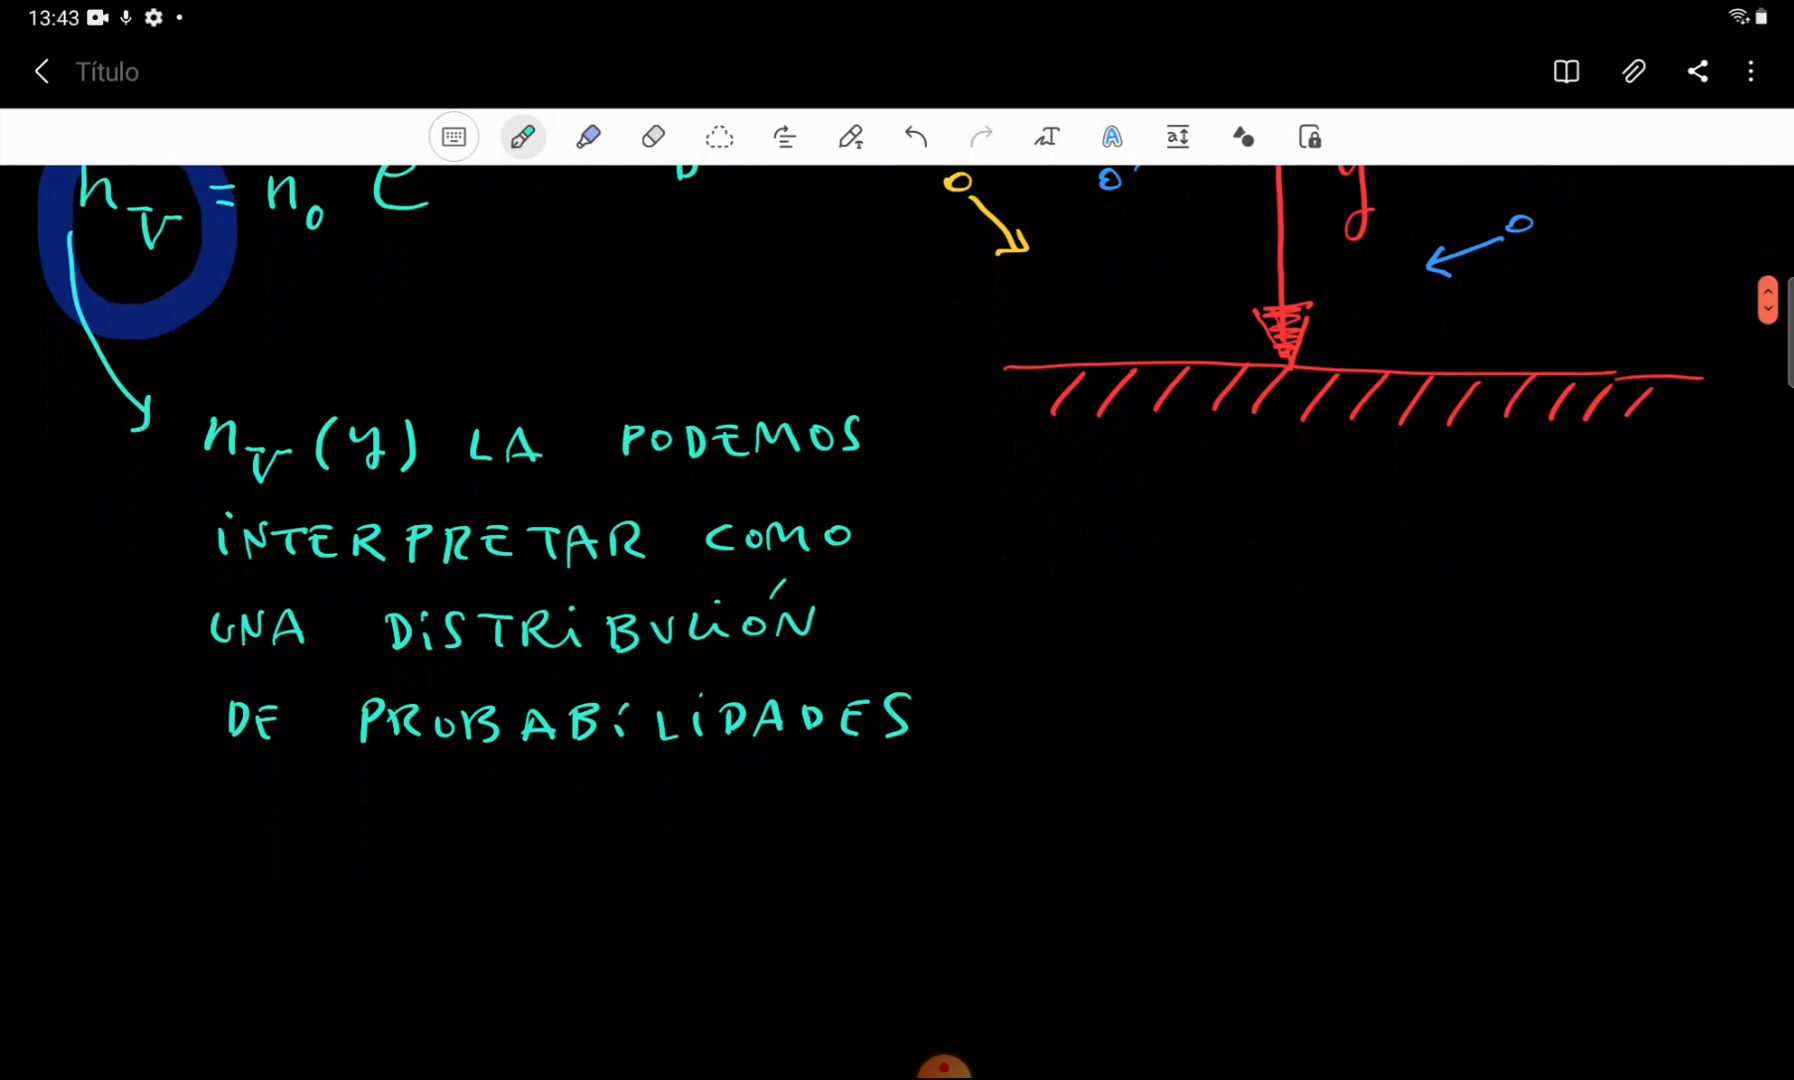 13:43
Título
n_V = n_0 e
y
n_V (y) LA PODEMOS
INTERPRETAR COMO
UNA DISTRIBUCIÓN
DE PROBABILIDADES